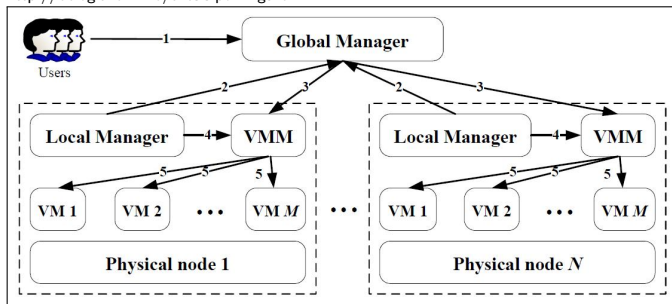 1
Global Manager
Users
2
3
2
3
Local Manager
4
VMM
Local Manager
4
VMM
5
5
5
5
5
5
VM 1
VM 2
• • •
VM M
• • •
VM 1
VM 2
• • •
VM M
Physical node 1
Physical node N